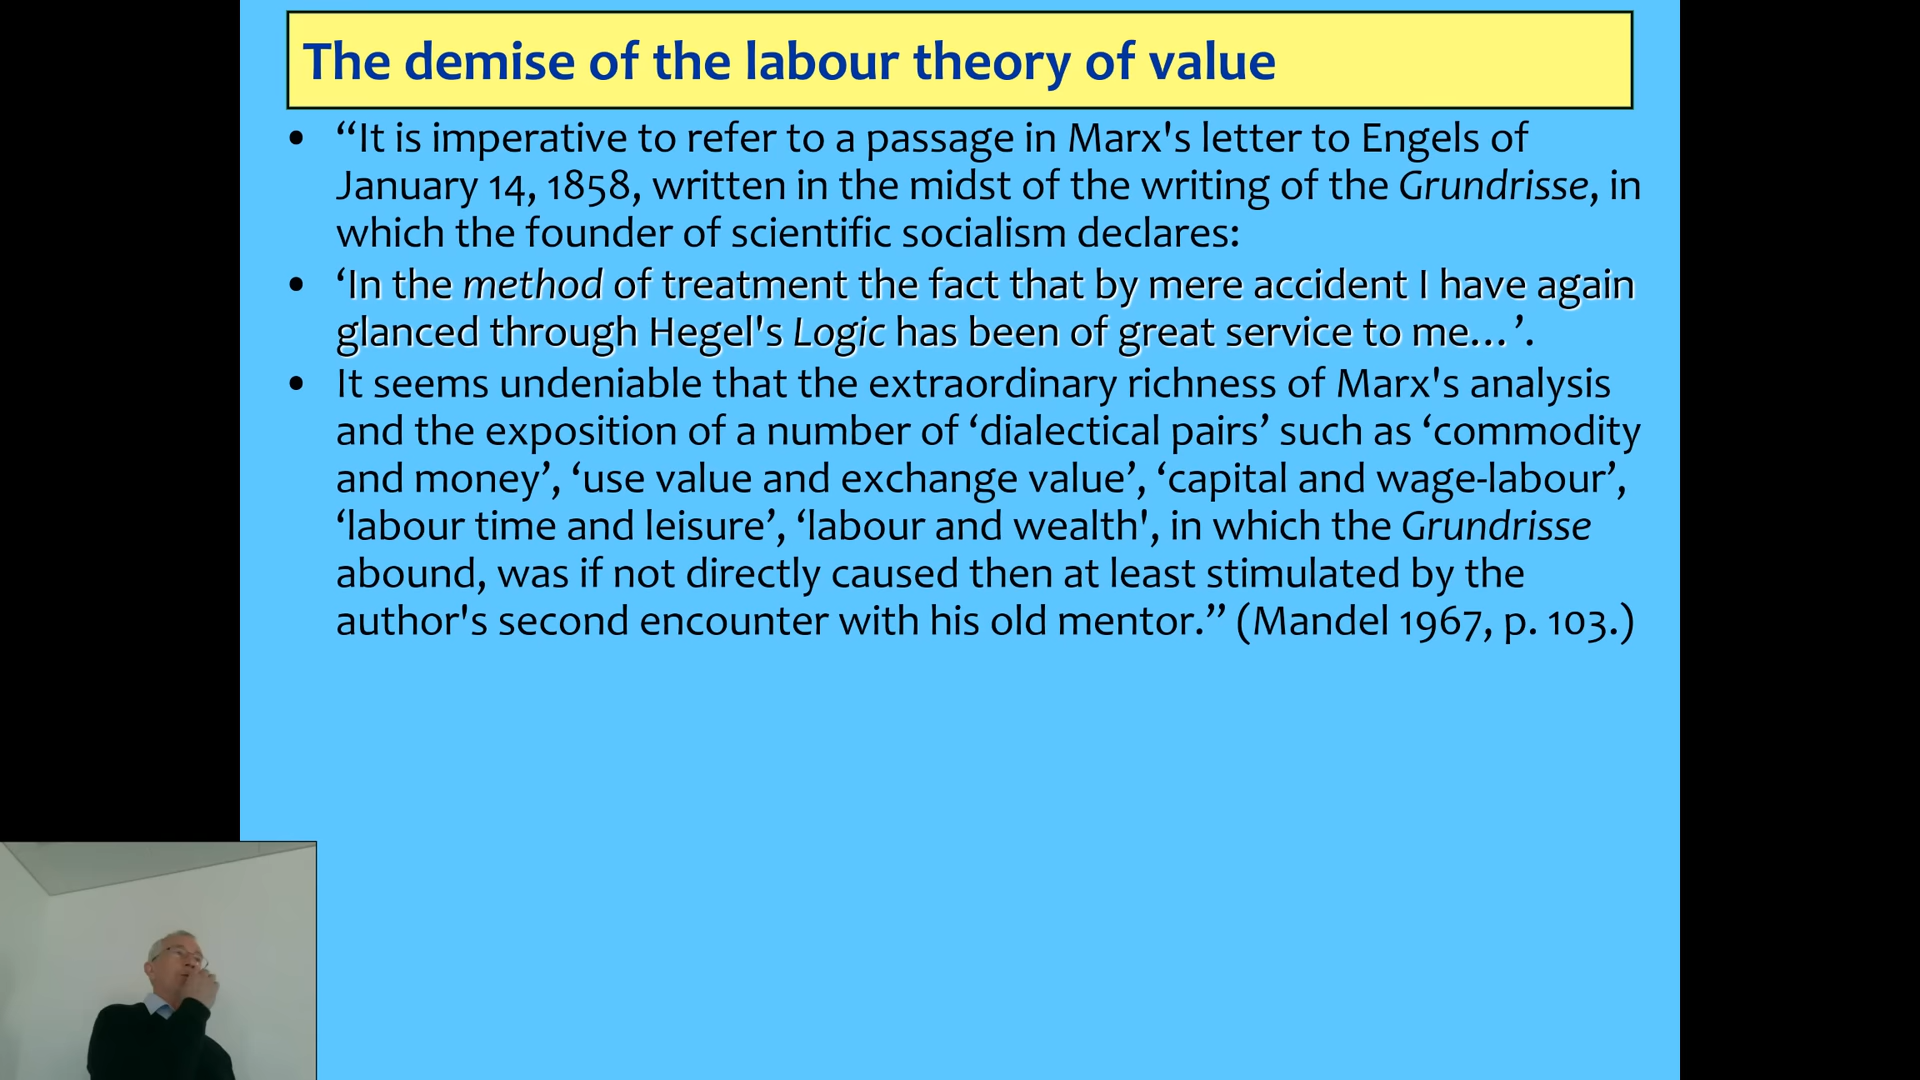 The demise of the labour theory of value
• “It is imperative to refer to a passage in Marx's letter to Engels of
January 14, 1858, written in the midst of the writing of the Grundrisse, in
which the founder of scientific socialism declares:
• ‘In the method of treatment the fact that by mere accident I have again
glanced through Hegel's Logic has been of great service to me…’.
• It seems undeniable that the extraordinary richness of Marx's analysis
and the exposition of a number of ‘dialectical pairs’ such as ‘commodity
and money’, ‘use value and exchange value’, ‘capital and wage-labour’,
‘labour time and leisure’, ‘labour and wealth', in which the Grundrisse
abound, was if not directly caused then at least stimulated by the
author's second encounter with his old mentor.” (Mandel 1967, p. 103.)